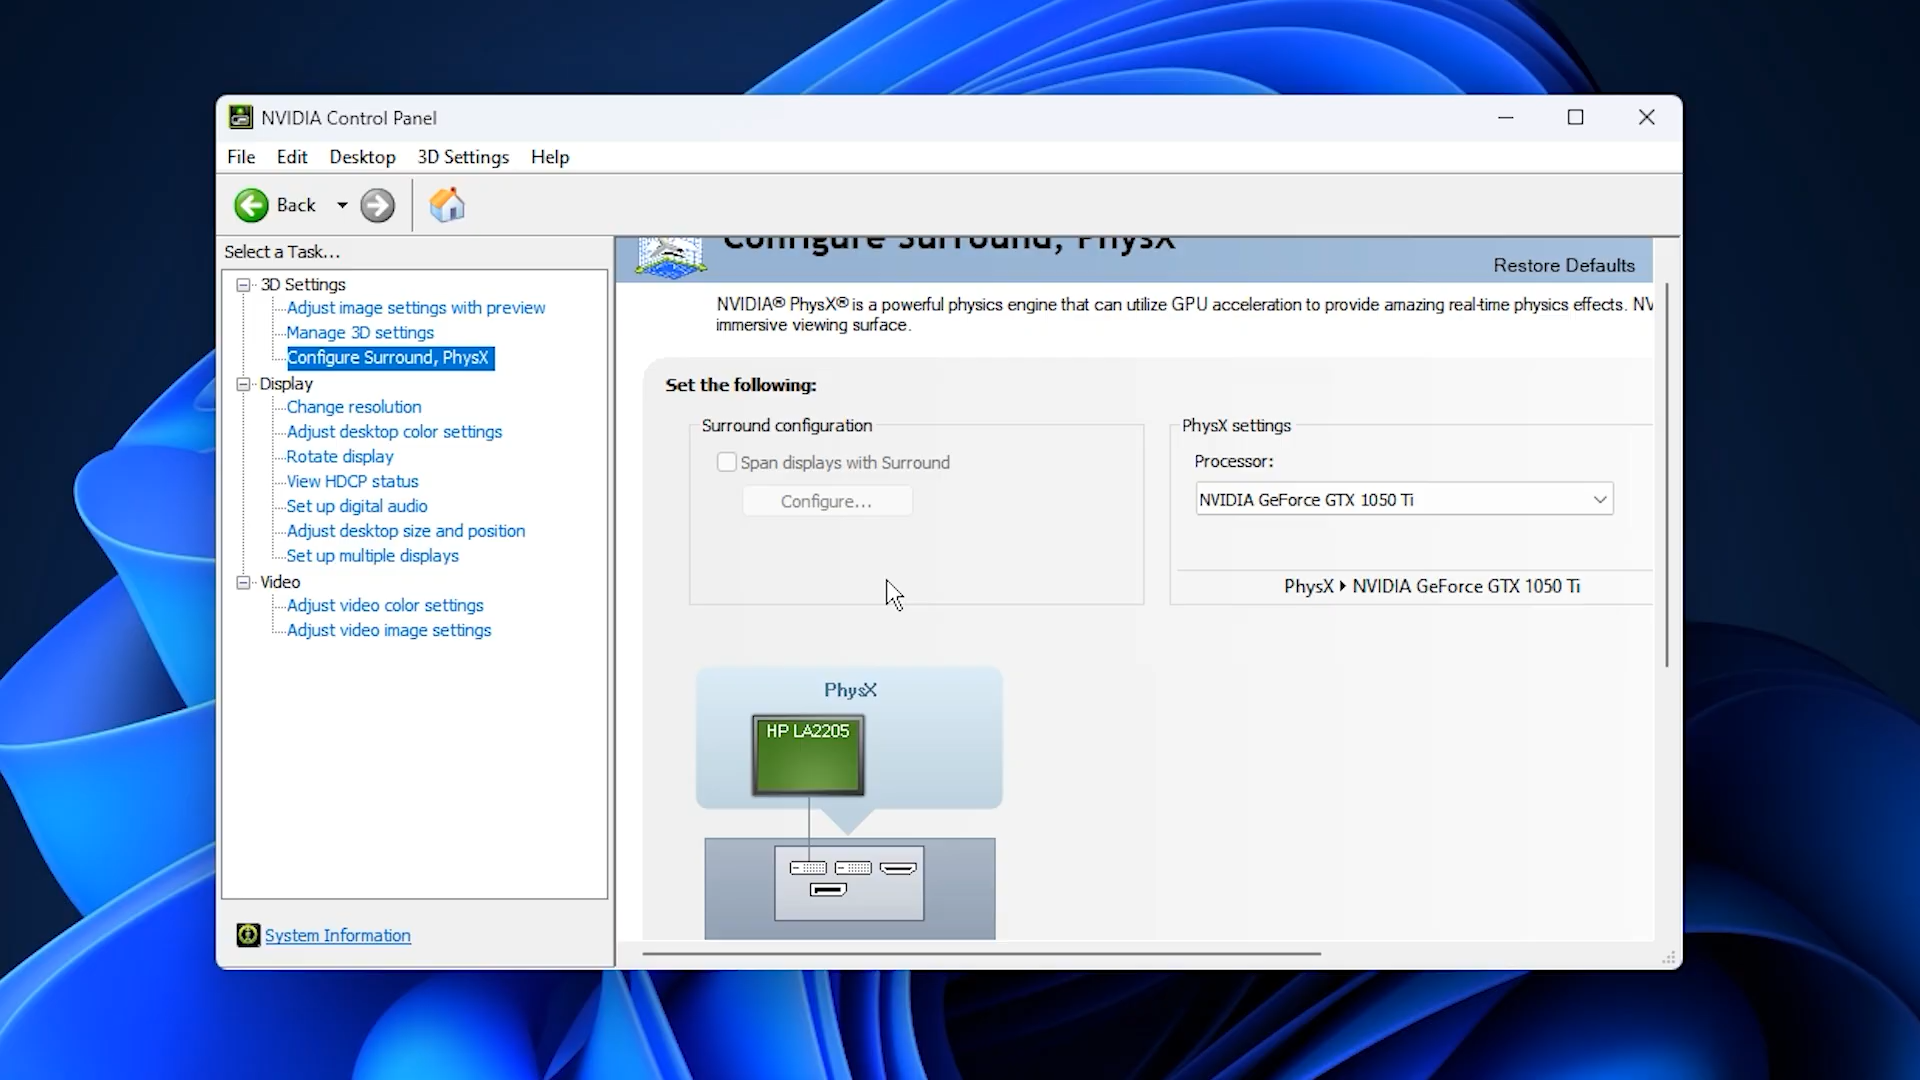 NVIDIA Control Panel
File Edit Desktop 3D Settings Help
Back
Select a Task...
3D Settings
Adjust image settings with preview
Manage 3D settings
Configure Surround, PhysX
Display
Change resolution
Adjust desktop color settings
Rotate display
View HDCP status
Set up digital audio
Adjust desktop size and position
Set up multiple displays
Video
Adjust video color settings
Adjust video image settings
System Information
Configure Surround, PhysX
Restore Defaults
NVIDIA® PhysX® is a powerful physics engine that can utilize GPU acceleration to provide amazing real-time physics effects. NV
immersive viewing surface.
Set the following:
Surround configuration
Span displays with Surround
Configure...
PhysX settings
Processor:
NVIDIA GeForce GTX 1050 Ti
PhysX NVIDIA GeForce GTX 1050 Ti
PhysX
HP LA2205